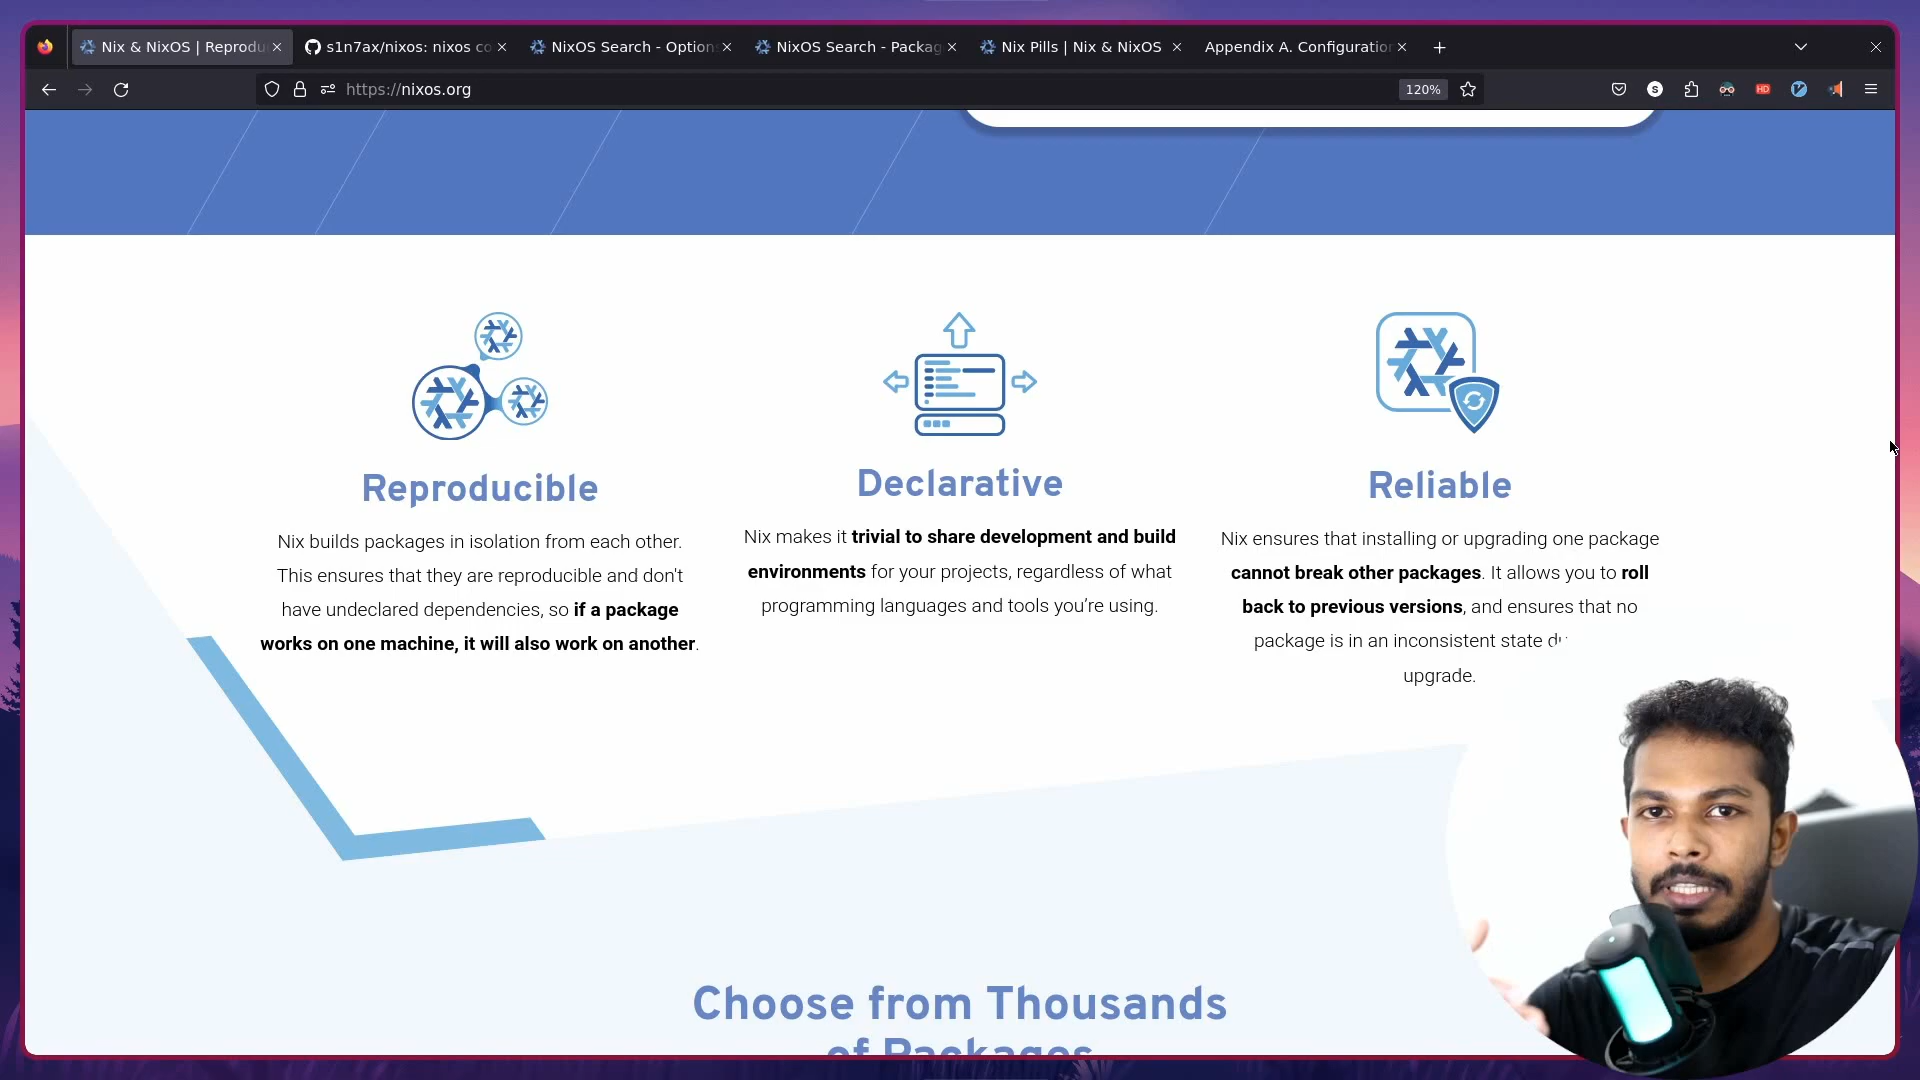 Nix & NixOS | Reprodu
s1n7ax/nixos: nixos co
NixOS Search - Option
NixOS Search - Packag
Nix Pills | Nix & NixOS
Appendix A. Configuratio
https://nixos.org
120%
S
HD
Reproducible
Nix builds packages in isolation from each other.
This ensures that they are reproducible and don't
have undeclared dependencies, so if a package
works on one machine, it will also work on another.
Declarative
Nix makes it trivial to share development and build
environments for your projects, regardless of what
programming languages and tools you’re using.
Reliable
Nix ensures that installing or upgrading one package
cannot break other packages. It allows you to roll
back to previous versions, and ensures that no
package is in an inconsistent state
upgrade.
Choose from Thousands
of Packages